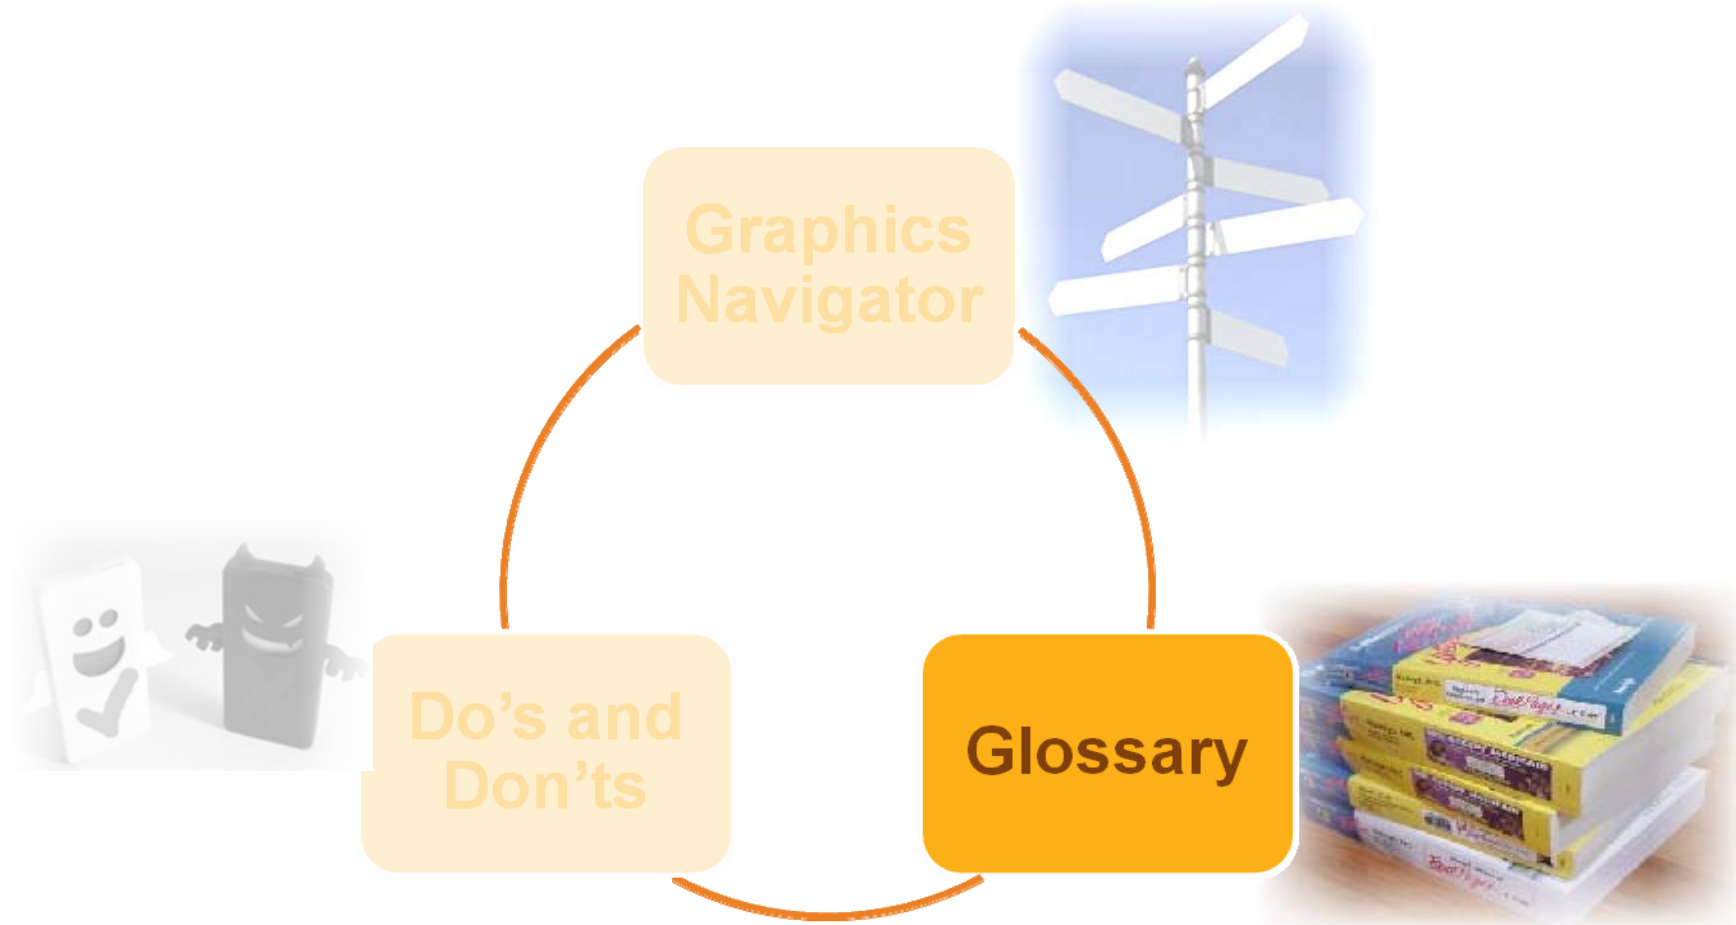 Graphics
Navigator
Do’s and
Don’ts
Glossary